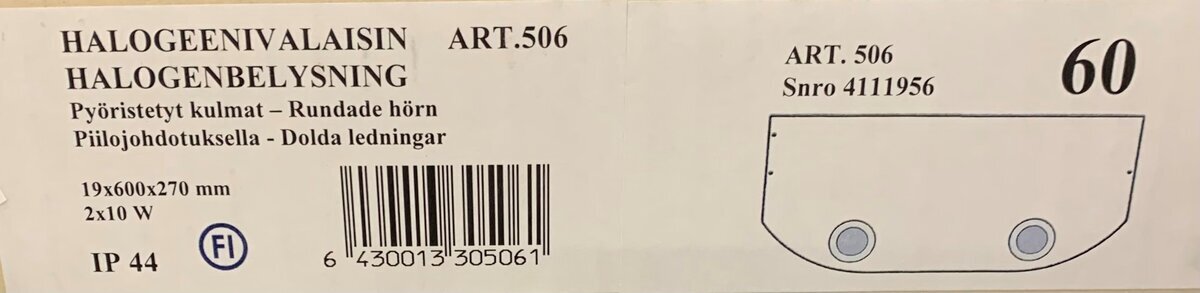 HALOGEENIVALAISIN ART.506
HALOGENBELYSNING
Pyöristetyt kulmat – Rundade hörn
Piilojohdotuksella - Dolda ledningar
19x600x270 mm
2x10 W
IP 44
FI
6 430013 305061
ART. 506
Snro 4111956
60